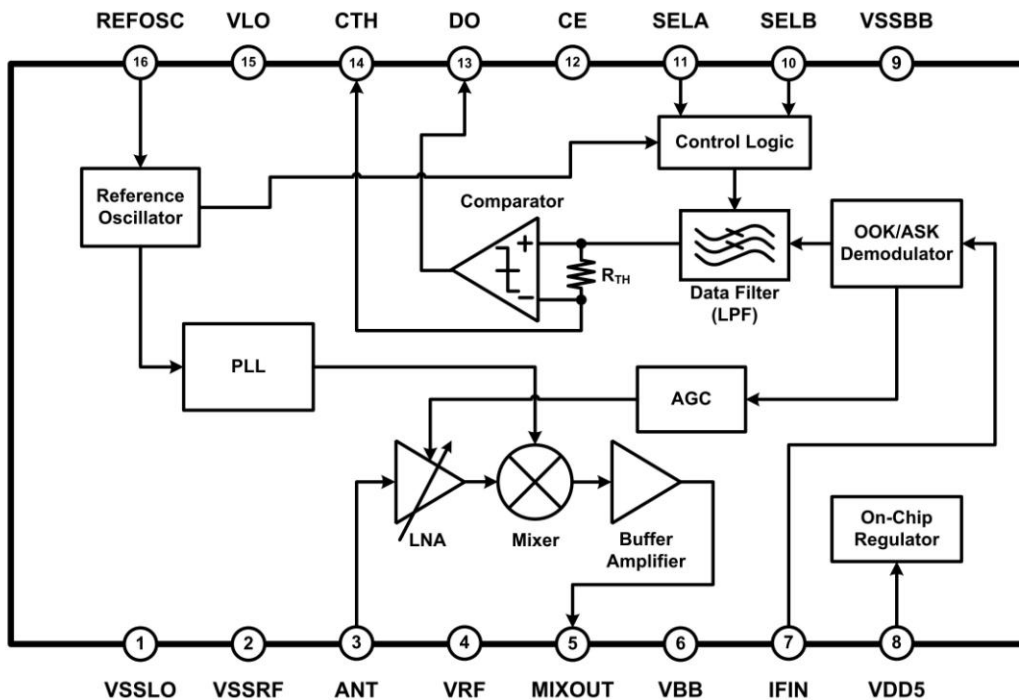 REFOSC VLO CTH DO CE SELA SELB VSSBB
16 15 14 13 12 11 10 9
Control Logic
Reference
Oscillator
Comparator
+
−
RTH
Data Filter
(LPF)
OOK/ASK
Demodulator
PLL
AGC
LNA
Mixer
Buffer
Amplifier
On-Chip
Regulator
1 2 3 4 5 6 7 8
VSSLO VSSRF ANT VRF MIXOUT VBB IFIN VDD5